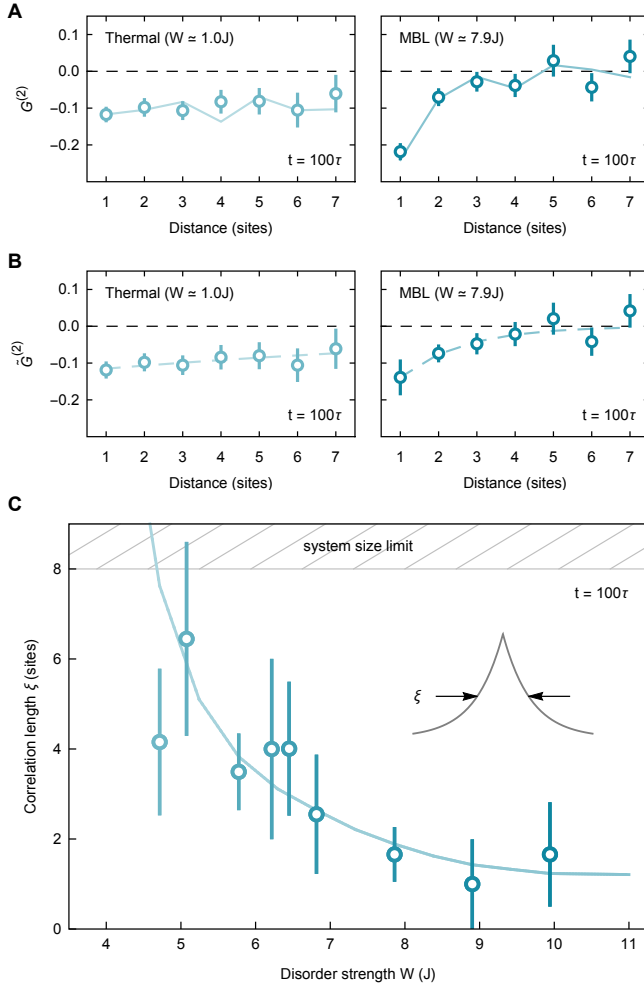 A
Thermal (W ≃ 1.0J)
MBL (W ≃ 7.9J)
0.1
0.0
−0.1
−0.2
G(2)
t = 100τ
t = 100τ
1 2 3 4 5 6 7
1 2 3 4 5 6 7
Distance (sites)
Distance (sites)
B
Thermal (W ≃ 1.0J)
MBL (W ≃ 7.9J)
0.1
0.0
−0.1
−0.2
G̃(2)
t = 100τ
t = 100τ
1 2 3 4 5 6 7
1 2 3 4 5 6 7
Distance (sites)
Distance (sites)
C
system size limit
t = 100τ
8
6
4
2
0
Correlation length ξ (sites)
ξ
4 5 6 7 8 9 10 11
Disorder strength W (J)